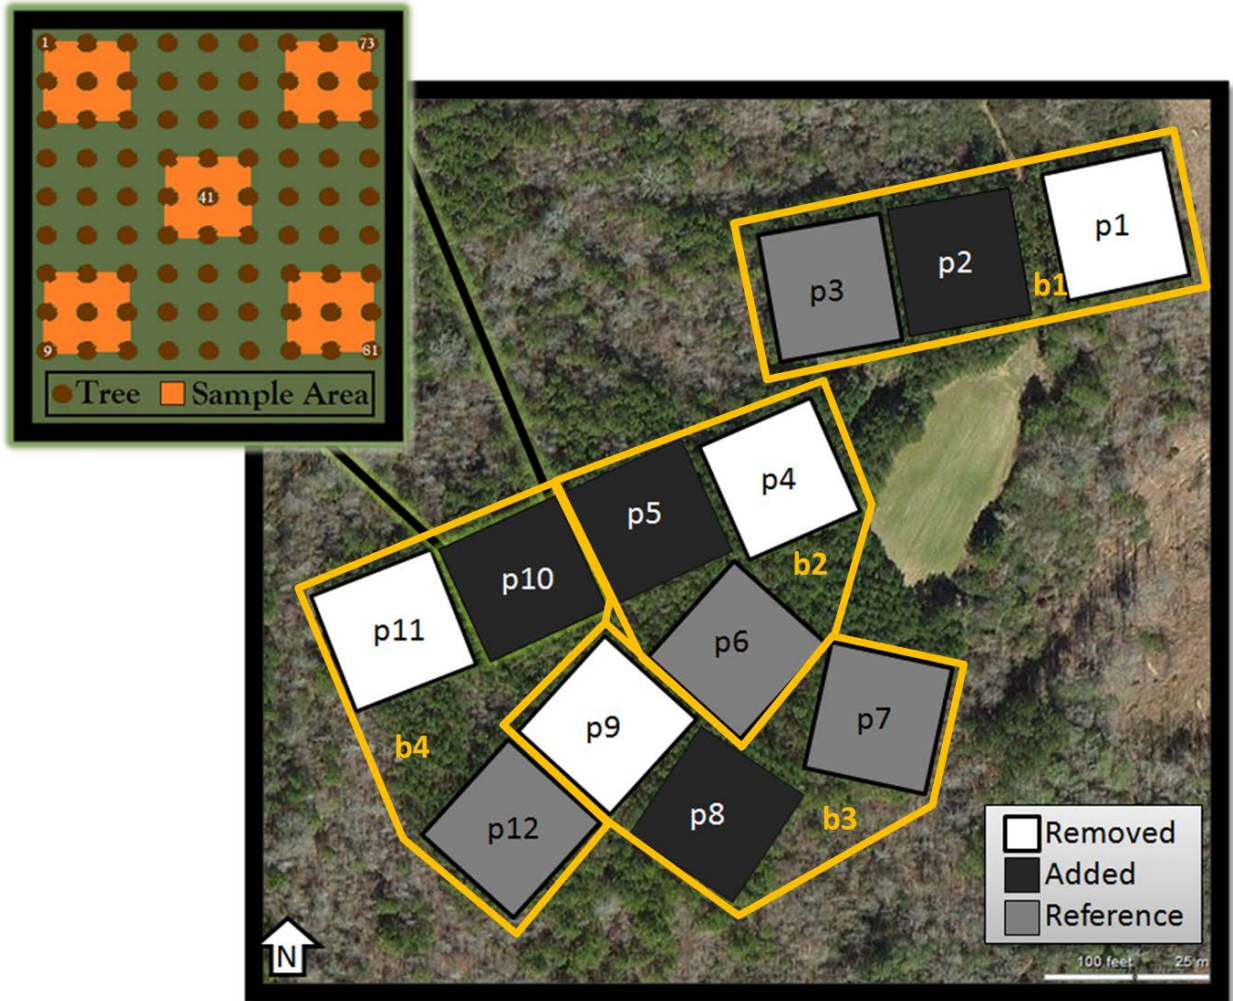 1
73
41
9
81
Tree
Sample Area
p1
p2
p3
b1
p4
p5
b2
p10
p11
p6
p7
p9
b4
p8
b3
p12
Removed
Added
Reference
N
100 feet
25 m